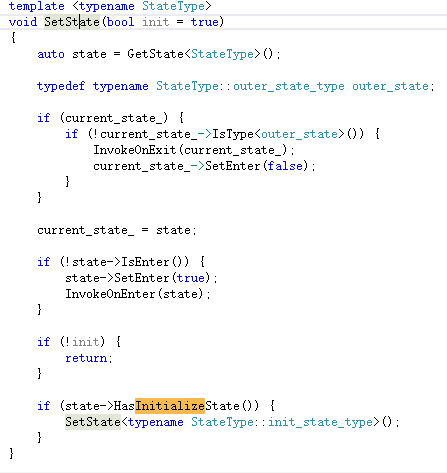 template <typename StateType>
void SetState(bool init = true)
{
    auto state = GetState<StateType>();

    typedef typename StateType::outer_state_type outer_state;

    if (current_state_) {
        if (!current_state_->IsType<outer_state>()) {
            InvokeOnExit(current_state_);
            current_state_->SetEnter(false);
        }
    }

    current_state_ = state;

    if (!state->IsEnter()) {
        state->SetEnter(true);
        InvokeOnEnter(state);
    }

    if (!init) {
        return;
    }

    if (state->HasInitializeState()) {
        SetState<typename StateType::init_state_type>();
    }
}